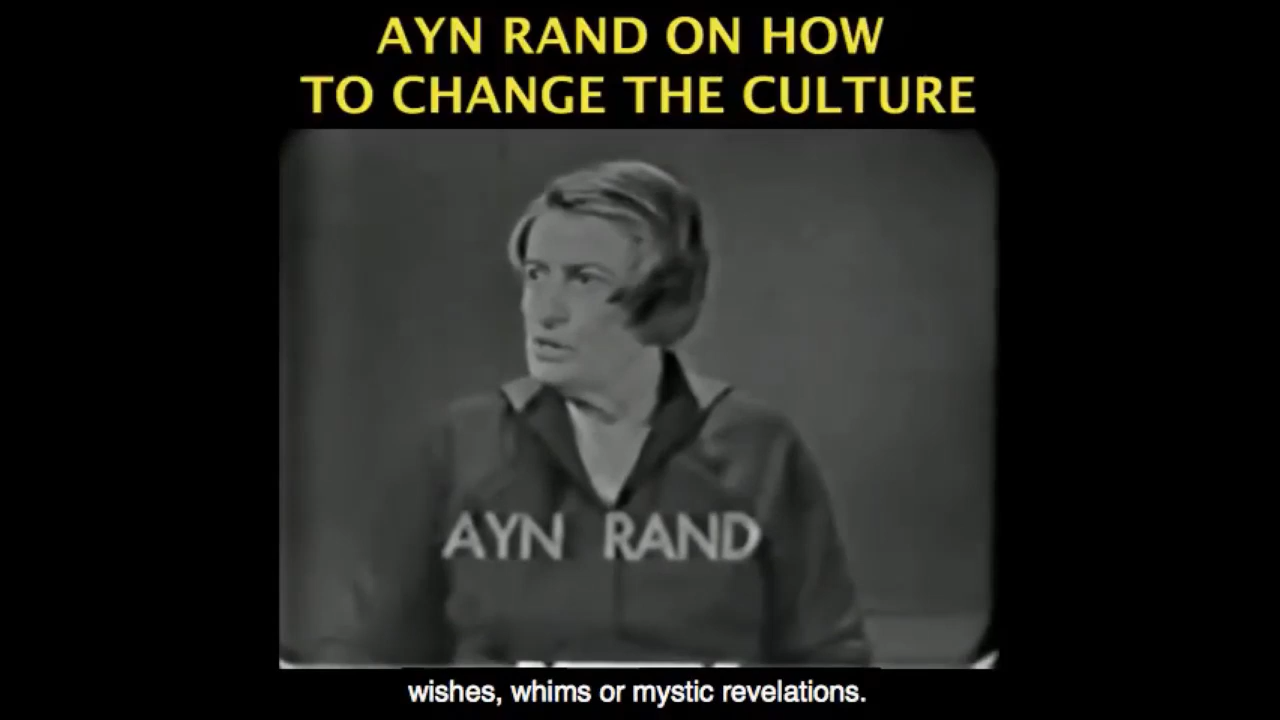 AYN RAND ON HOW
TO CHANGE THE CULTURE
AYN RAND
wishes, whims or mystic revelations.